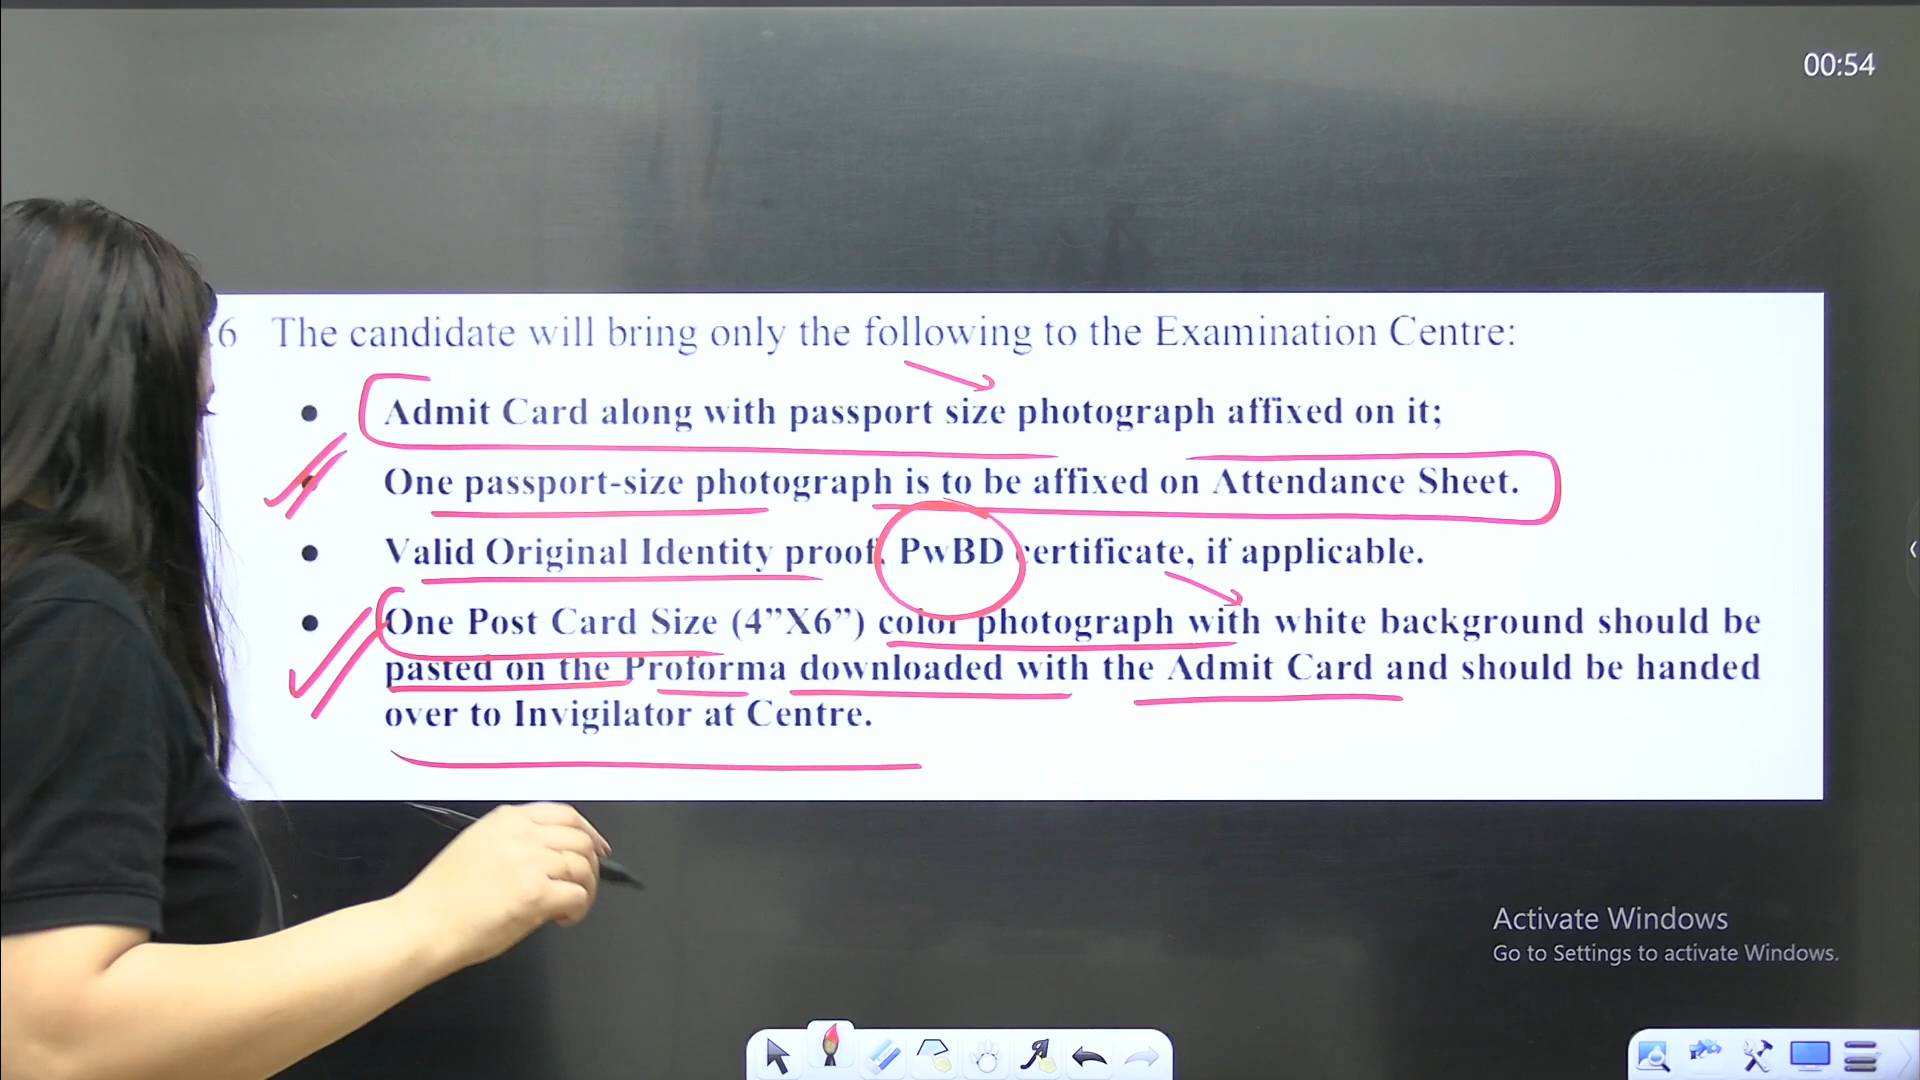 00:54
.6 The candidate will bring only the following to the Examination Centre:
• Admit Card along with passport size photograph affixed on it;
One passport-size photograph is to be affixed on Attendance Sheet.
• Valid Original Identity proof, PwBD certificate, if applicable.
• One Post Card Size (4”X6”) color photograph with white background should be
pasted on the Proforma downloaded with the Admit Card and should be handed
over to Invigilator at Centre.
Activate Windows
Go to Settings to activate Windows.